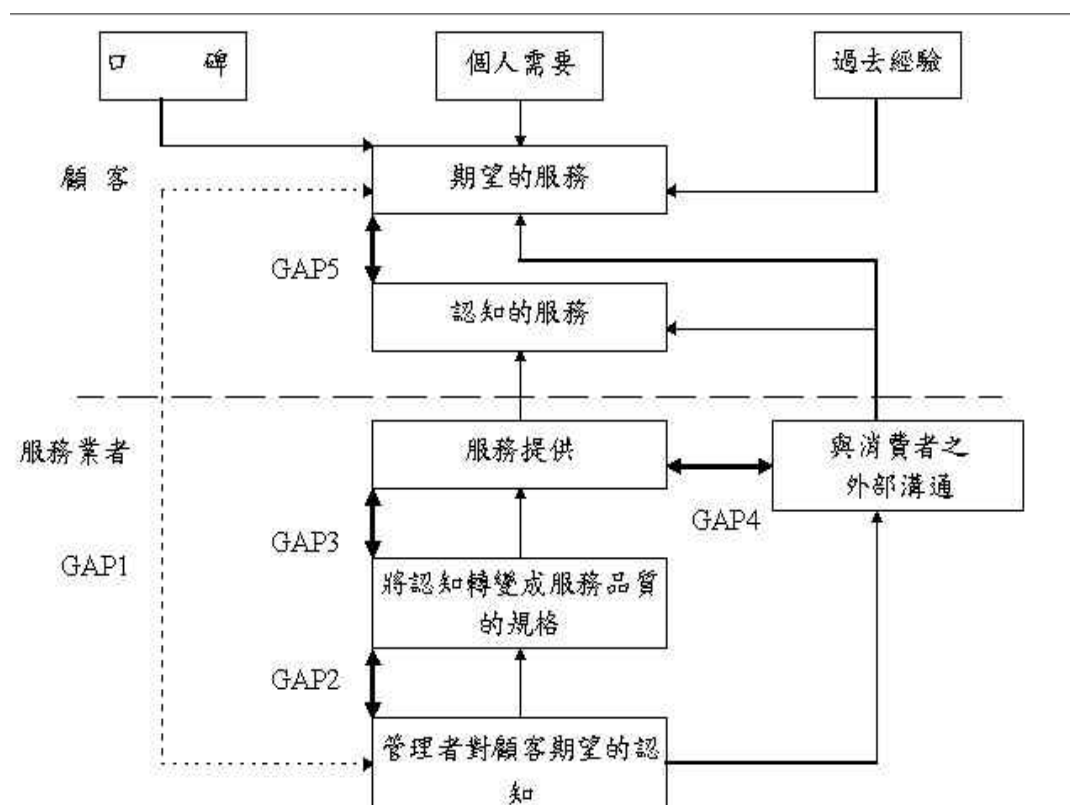 口 碑
個人需要
過去經驗
顧 客
期望的服務
GAP5
認知的服務
服務業者
服務提供
與消費者之
外部溝通
GAP4
GAP3
GAP1
將認知轉變成服務品質
的規格
GAP2
管理者對顧客期望的認
知